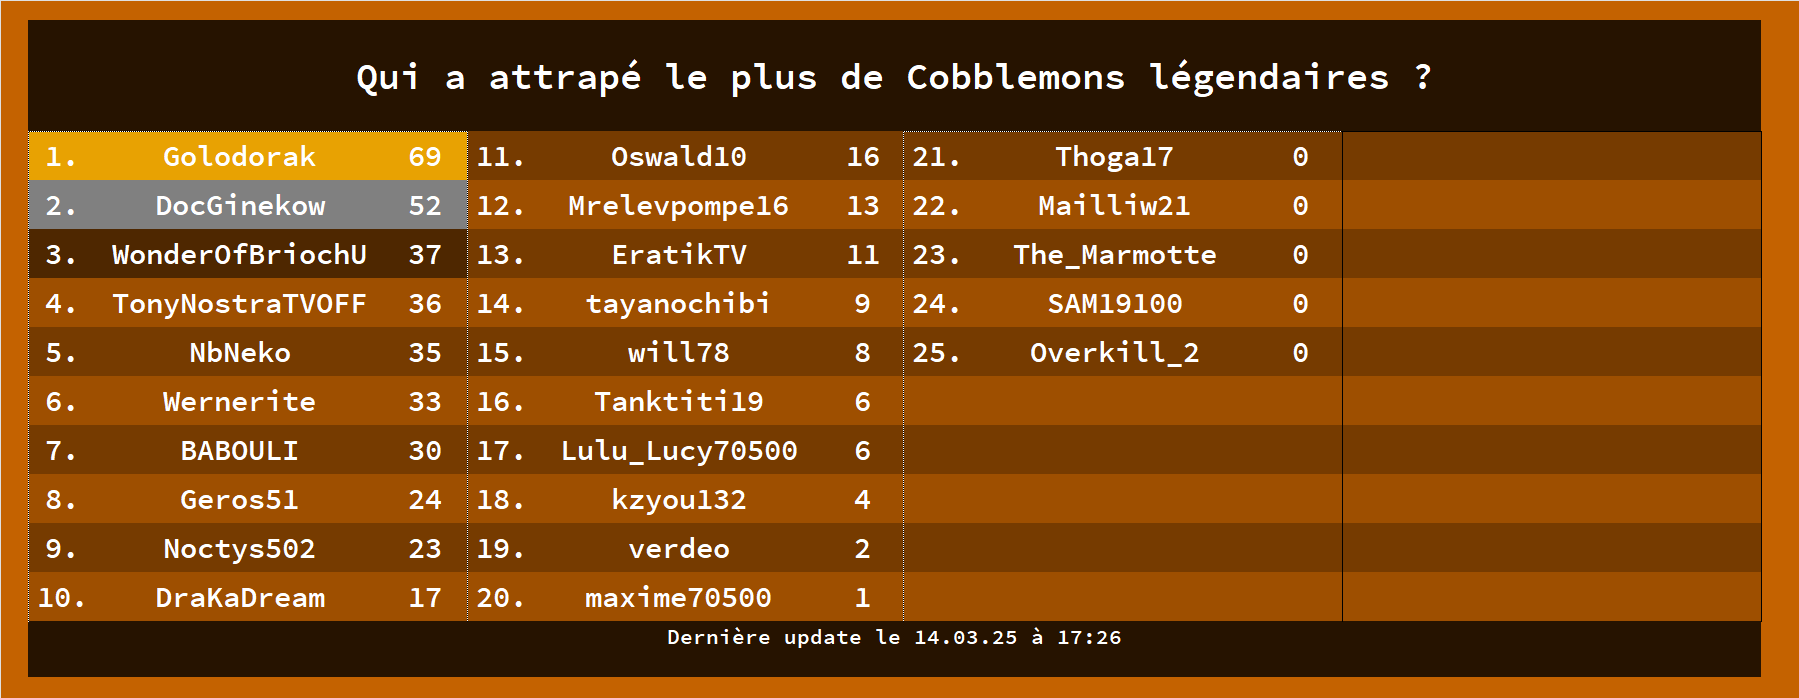 Qui a attrapé le plus de Cobblemons légendaires ?
1. Golodorak 69 11. Oswald10 16 21. Thoga17 0
2. DocGinekow 52 12. Mrelevpompe16 13 22. Mailliw21 0
3. WonderOfBriochU 37 13. EratikTV 11 23. The_Marmotte 0
4. TonyNostraTVOFF 36 14. tayanochibi 9 24. SAM19100 0
5. NbNeko 35 15. will78 8 25. Overkill_2 0
6. Wernerite 33 16. Tanktiti19 6
7. BABOULI 30 17. Lulu_Lucy70500 6
8. Geros51 24 18. kzyou132 4
9. Noctys502 23 19. verdeo 2
10. DraKaDream 17 20. maxime70500 1
Dernière update le 14.03.25 à 17:26